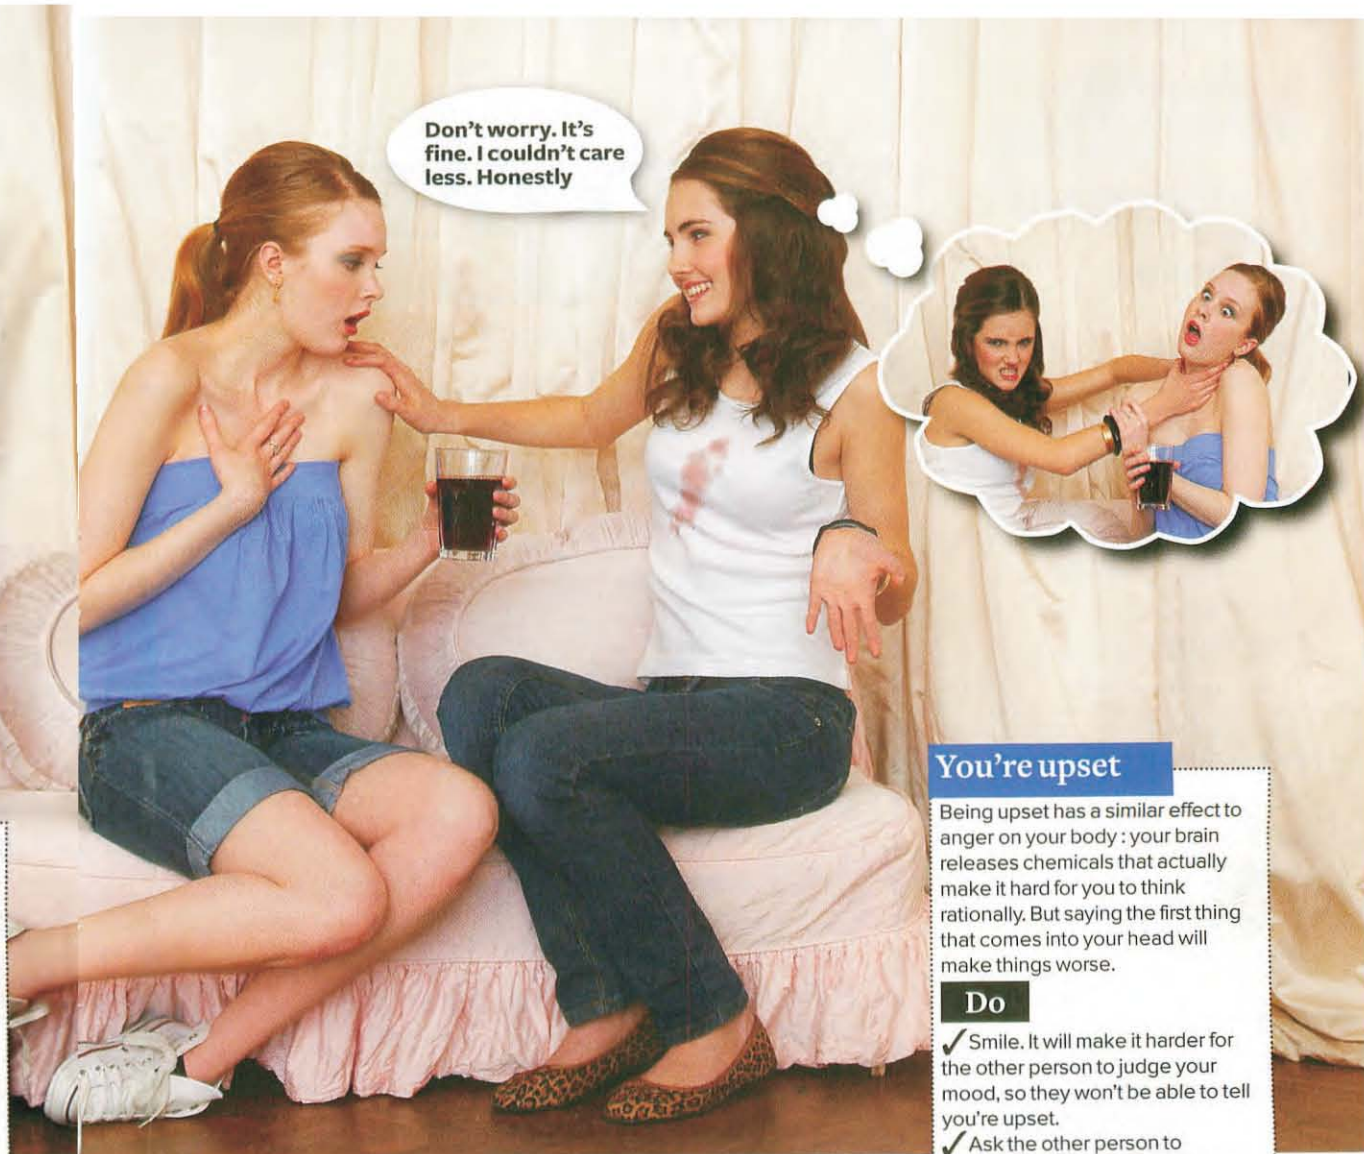 Don't worry. It's
fine. I couldn't care
less. Honestly
You're upset
Being upset has a similar effect to
anger on your body : your brain
releases chemicals that actually
make it hard for you to think
rationally. But saying the first thing
that comes into your head will
make things worse.
Do
✓ Smile. It will make it harder for
the other person to judge your
mood, so they won't be able to tell
you're upset.
✓ Ask the other person to